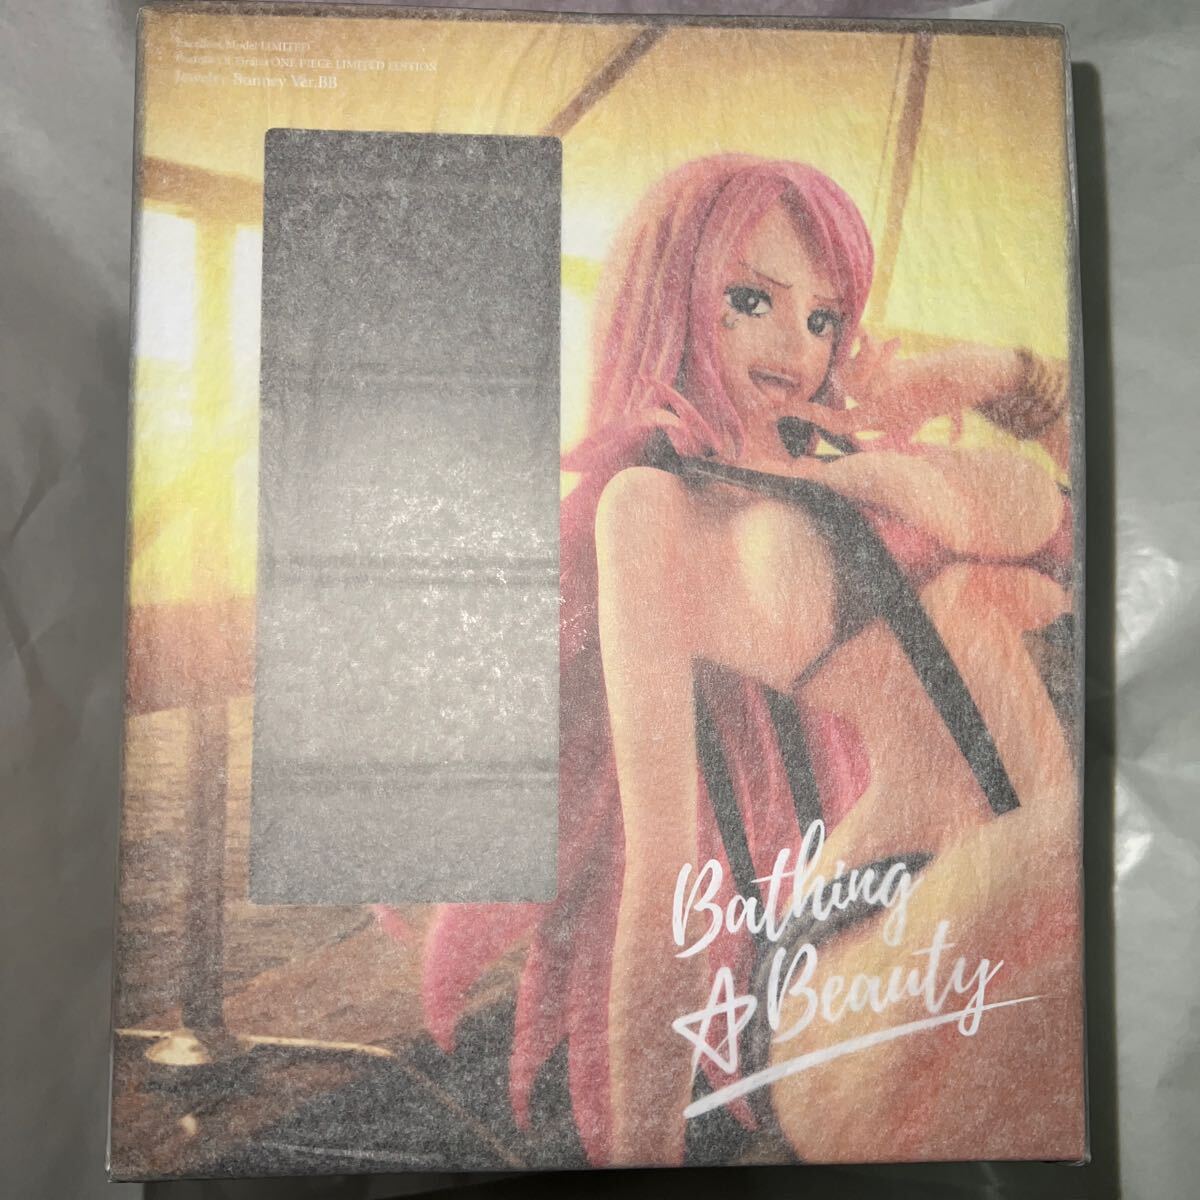 Excellent Model LIMITED
Portrait.Of.Pirates ONE PIECE LIMITED EDITION
Jewelry Bonney Ver.BB
Bathing
Beauty